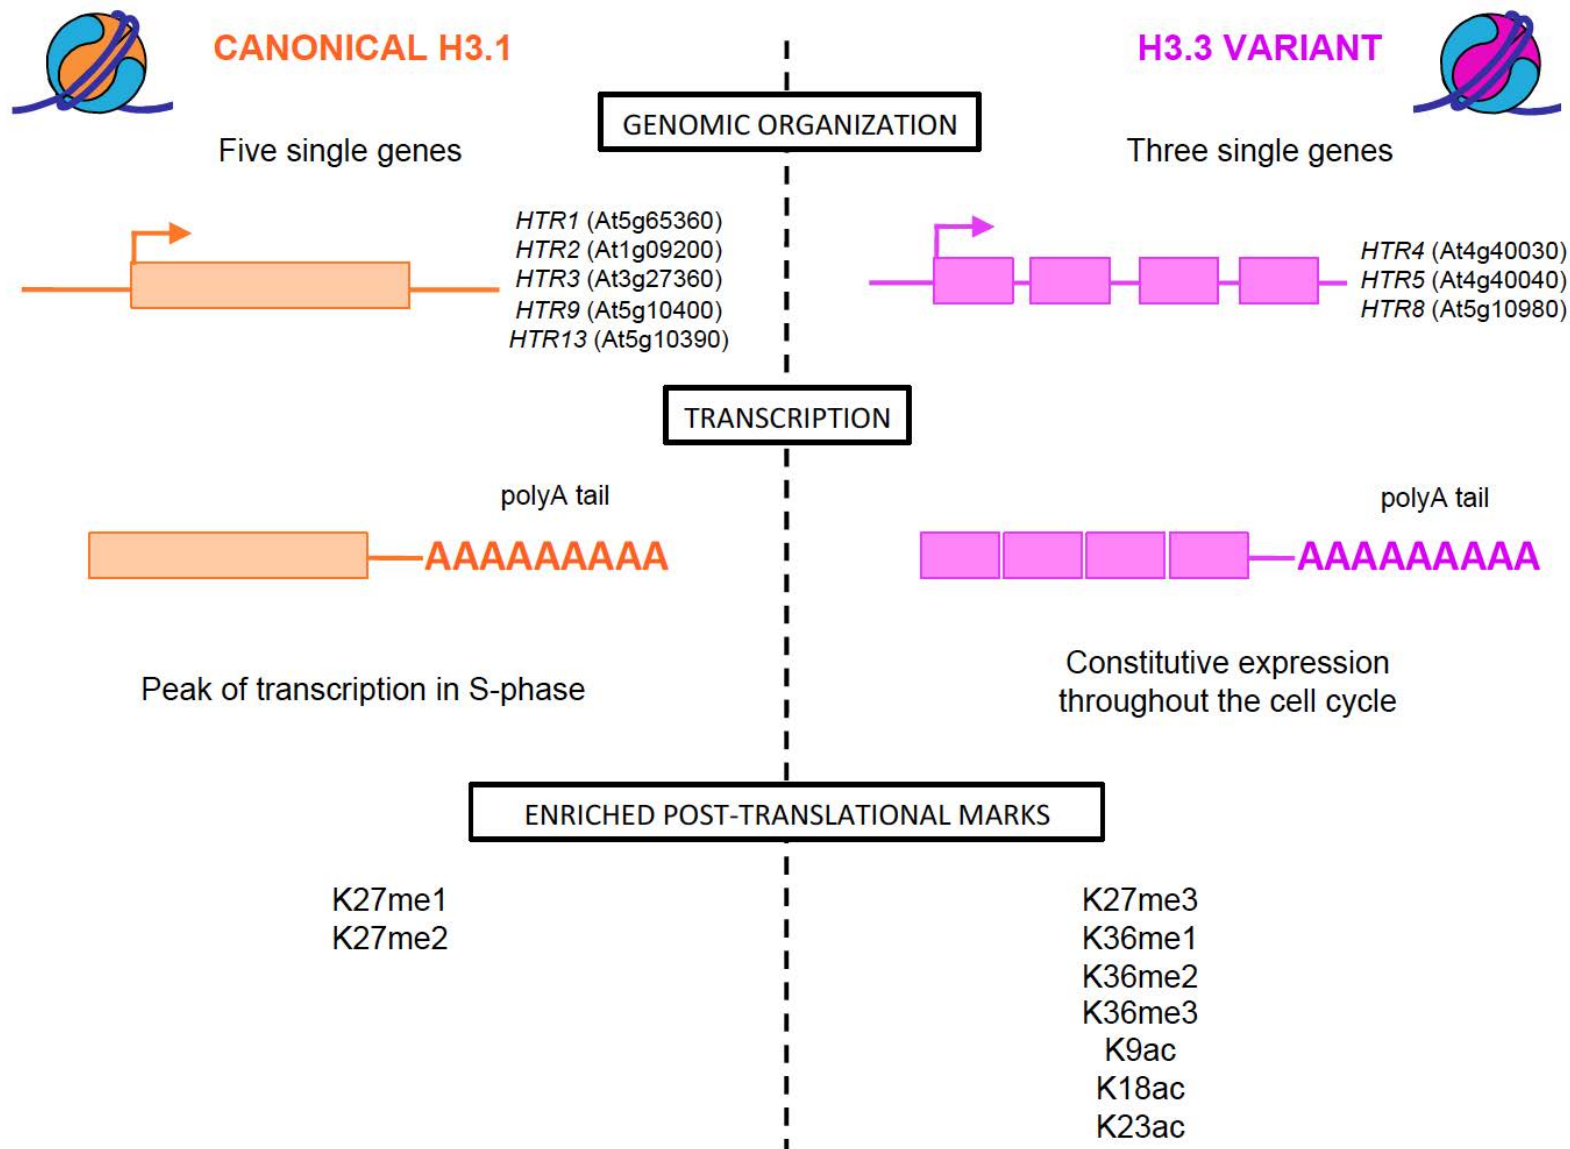 CANONICAL H3.1
H3.3 VARIANT
GENOMIC ORGANIZATION
Five single genes
Three single genes
HTR1 (At5g65360)
HTR2 (At1g09200)
HTR3 (At3g27360)
HTR9 (At5g10400)
HTR13 (At5g10390)
HTR4 (At4g40030)
HTR5 (At4g40040)
HTR8 (At5g10980)
TRANSCRIPTION
polyA tail
AAAAAAAAA
polyA tail
AAAAAAAAA
Peak of transcription in S-phase
Constitutive expression
throughout the cell cycle
ENRICHED POST-TRANSLATIONAL MARKS
K27me1
K27me2
K27me3
K36me1
K36me2
K36me3
K9ac
K18ac
K23ac